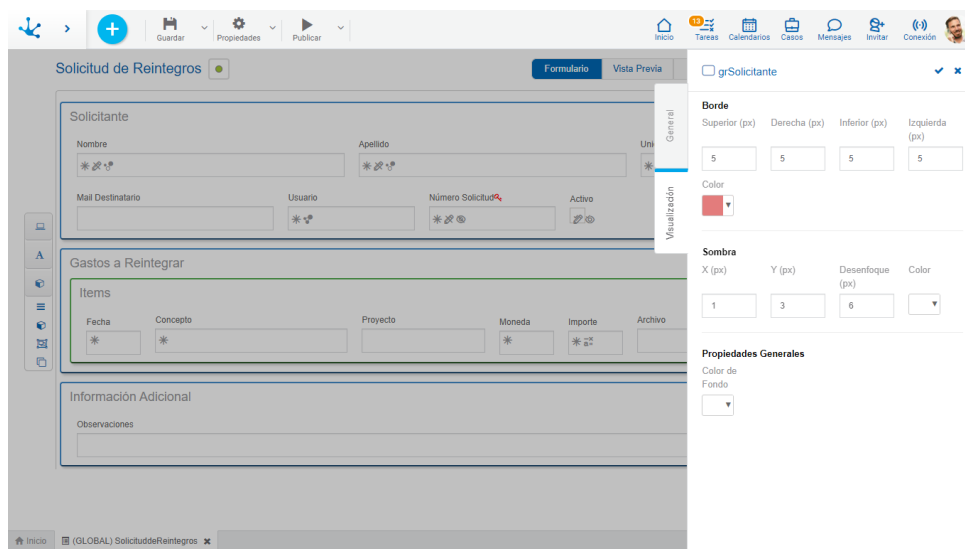 Guardar
Propiedades
Publicar
Inicio
13
Tareas
Calendarios
Casos
Mensajes
Invitar
Conexión
Solicitud de Reintegros
Formulario
Vista Previa
grSolicitante
General
Visualización
Solicitante
Nombre
Apellido
Mail Destinatario
Usuario
Número Solicitud
Activo
A
Gastos a Reintegrar
Items
Fecha
Concepto
Proyecto
Moneda
Importe
Archivo
Información Adicional
Observaciones
Borde
Superior (px)
Derecha (px)
Inferior (px)
Izquierda
(px)
5
5
5
5
Color
Sombra
X (px)
Y (px)
Desenfoque
(px)
Color
1
3
6
Propiedades Generales
Color de
Fondo
Inicio
(GLOBAL) SolicituddeReintegros